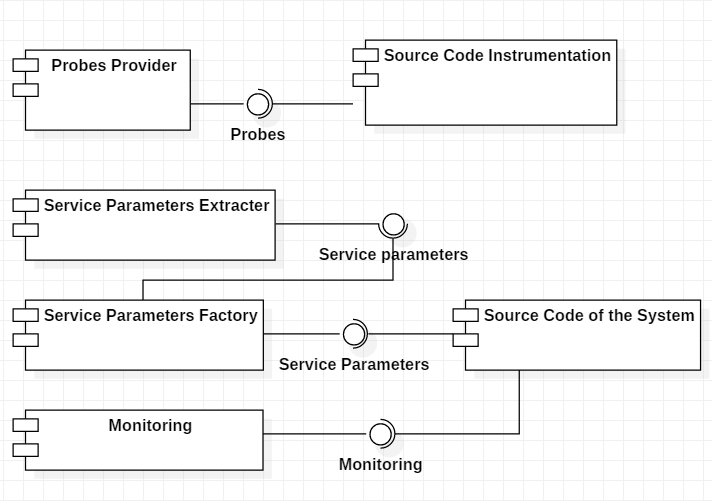 Probes Provider
Source Code Instrumentation
Probes
Service Parameters Extracter
Service parameters
Service Parameters Factory
Source Code of the System
Service Parameters
Monitoring
Monitoring